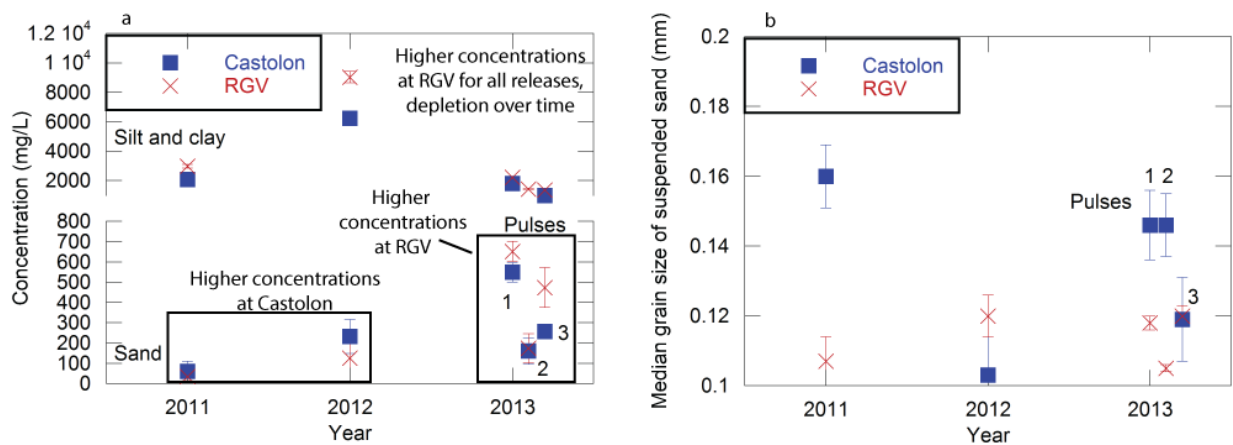 a
1.2 10⁴
1 10⁴
8000
6000
4000
2000
800
700
600
500
400
300
200
100
0
Concentration (mg/L)
Castolon
RGV
Higher concentrations
at RGV for all releases,
depletion over time
Silt and clay
Higher
concentrations
at RGV
Pulses
Higher concentrations
at Castolon
Sand
1
2
3
2011
2012
2013
Year
b
0.2
0.18
0.16
0.14
0.12
0.1
Median grain size of suspended sand (mm)
Castolon
RGV
1 2
Pulses
3
2011
2012
2013
Year